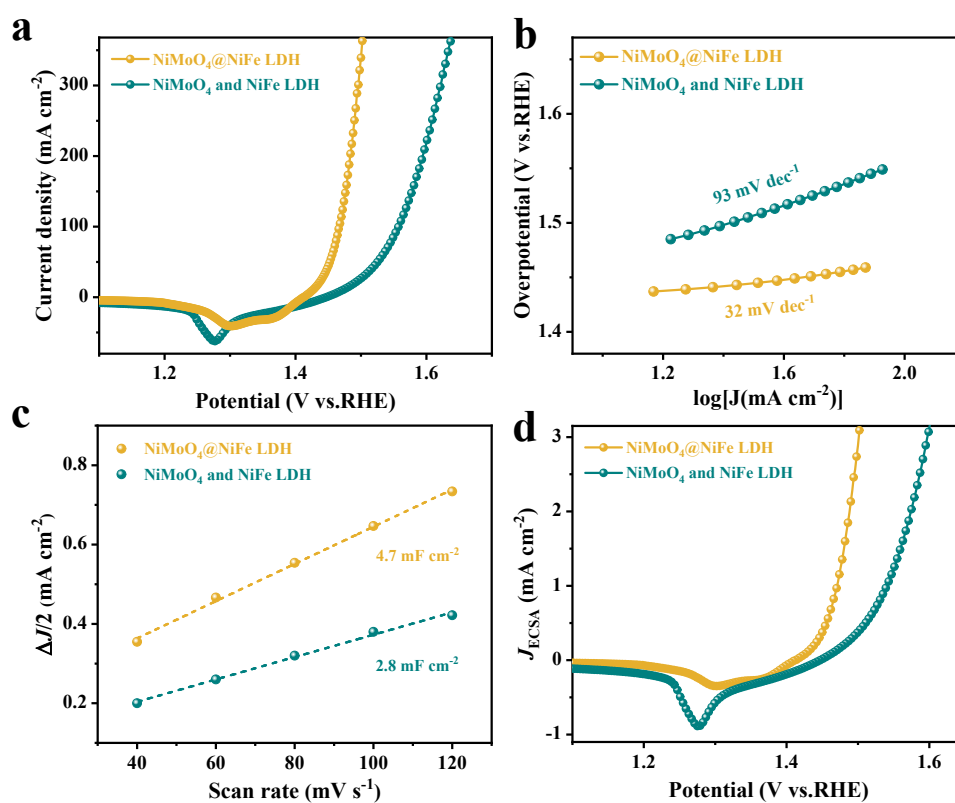 a
NiMoO₄@NiFe LDH
NiMoO₄ and NiFe LDH
Current density (mA cm⁻²)
300
200
100
0
1.2
1.4
1.6
Potential (V vs.RHE)
b
NiMoO₄@NiFe LDH
NiMoO₄ and NiFe LDH
93 mV dec⁻¹
32 mV dec⁻¹
Overpotential (V vs.RHE)
1.6
1.5
1.4
1.2
1.6
2.0
log[J(mA cm⁻²)]
c
NiMoO₄@NiFe LDH
NiMoO₄ and NiFe LDH
4.7 mF cm⁻²
2.8 mF cm⁻²
ΔJ/2 (mA cm⁻²)
0.8
0.6
0.4
0.2
40
60
80
100
120
Scan rate (mV s⁻¹)
d
NiMoO₄@NiFe LDH
NiMoO₄ and NiFe LDH
J_ECSA (mA cm⁻²)
3
2
1
0
-1
1.2
1.4
1.6
Potential (V vs.RHE)